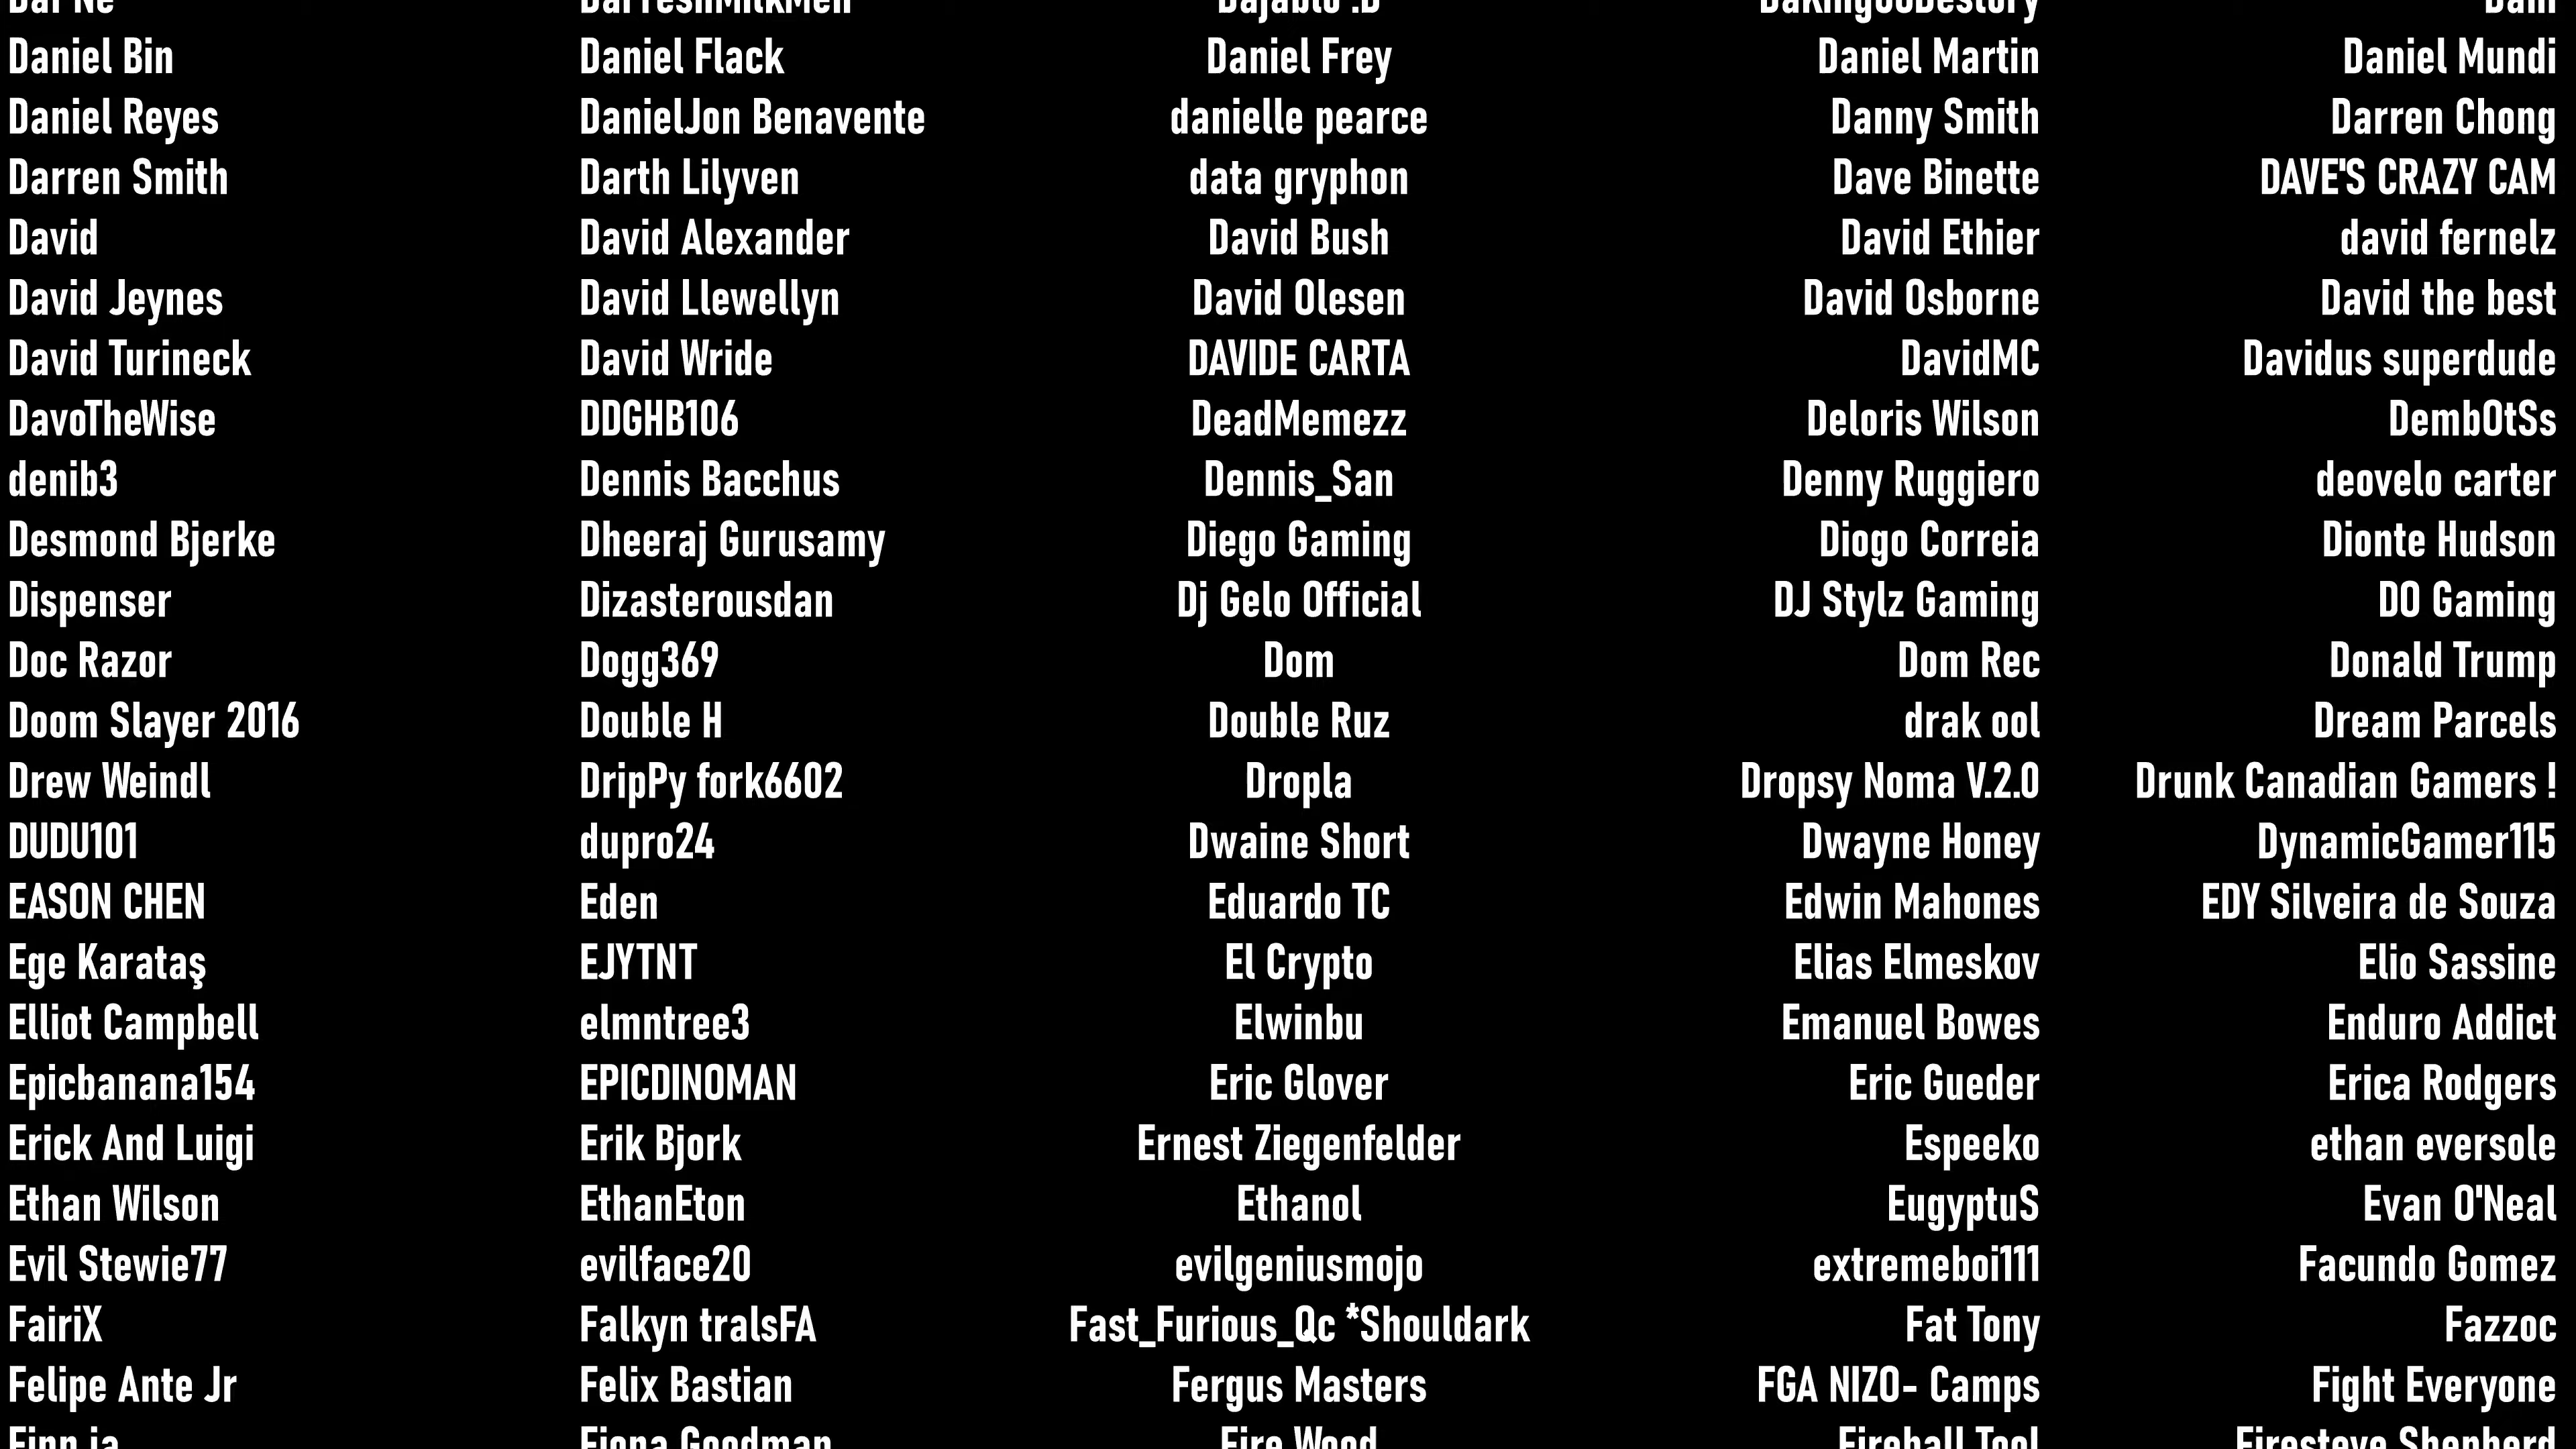 Daniel Bin Daniel Flack Daniel Frey Daniel Martin Daniel Mundi
Daniel Reyes DanielJon Benavente danielle pearce Danny Smith Darren Chong
Darren Smith Darth Lilyven data gryphon Dave Binette DAVE'S CRAZY CAM
David David Alexander David Bush David Ethier david fernelz
David Jeynes David Llewellyn David Olesen David Osborne David the best
David Turineck David Wride DAVIDE CARTA DavidMC Davidus superdude
DavoTheWise DDGHB106 DeadMemezz Deloris Wilson Demb0tSs
denib3 Dennis Bacchus Dennis_San Denny Ruggiero deovelo carter
Desmond Bjerke Dheeraj Gurusamy Diego Gaming Diogo Correia Dionte Hudson
Dispenser Dizasterousdan Dj Gelo Official DJ Stylz Gaming DO Gaming
Doc Razor Dogg369 Dom Dom Rec Donald Trump
Doom Slayer 2016 Double H Double Ruz drak ool Dream Parcels
Drew Weindl DripPy fork6602 Dropla Dropsy Noma V.2.0 Drunk Canadian Gamers !
DUDU101 dupro24 Dwaine Short Dwayne Honey DynamicGamer115
EASON CHEN Eden Eduardo TC Edwin Mahones EDY Silveira de Souza
Ege Karataş EJYTNT El Crypto Elias Elmeskov Elio Sassine
Elliot Campbell elmntree3 Elwinbu Emanuel Bowes Enduro Addict
Epicbanana154 EPICDINOMAN Eric Glover Eric Gueder Erica Rodgers
Erick And Luigi Erik Bjork Ernest Ziegenfelder Espeeko ethan eversole
Ethan Wilson EthanEton Ethanol EugyptuS Evan O'Neal
Evil Stewie77 evilface20 evilgeniusmojo extremeboi111 Facundo Gomez
FairiX Falkyn tralsFA Fast_Furious_Qc *Shouldark Fat Tony Fazzoc
Felipe Ante Jr Felix Bastian Fergus Masters FGA NIZO- Camps Fight Everyone
Fiona Goodman Fire Wood Fireball Tool Firesteve Shepherd